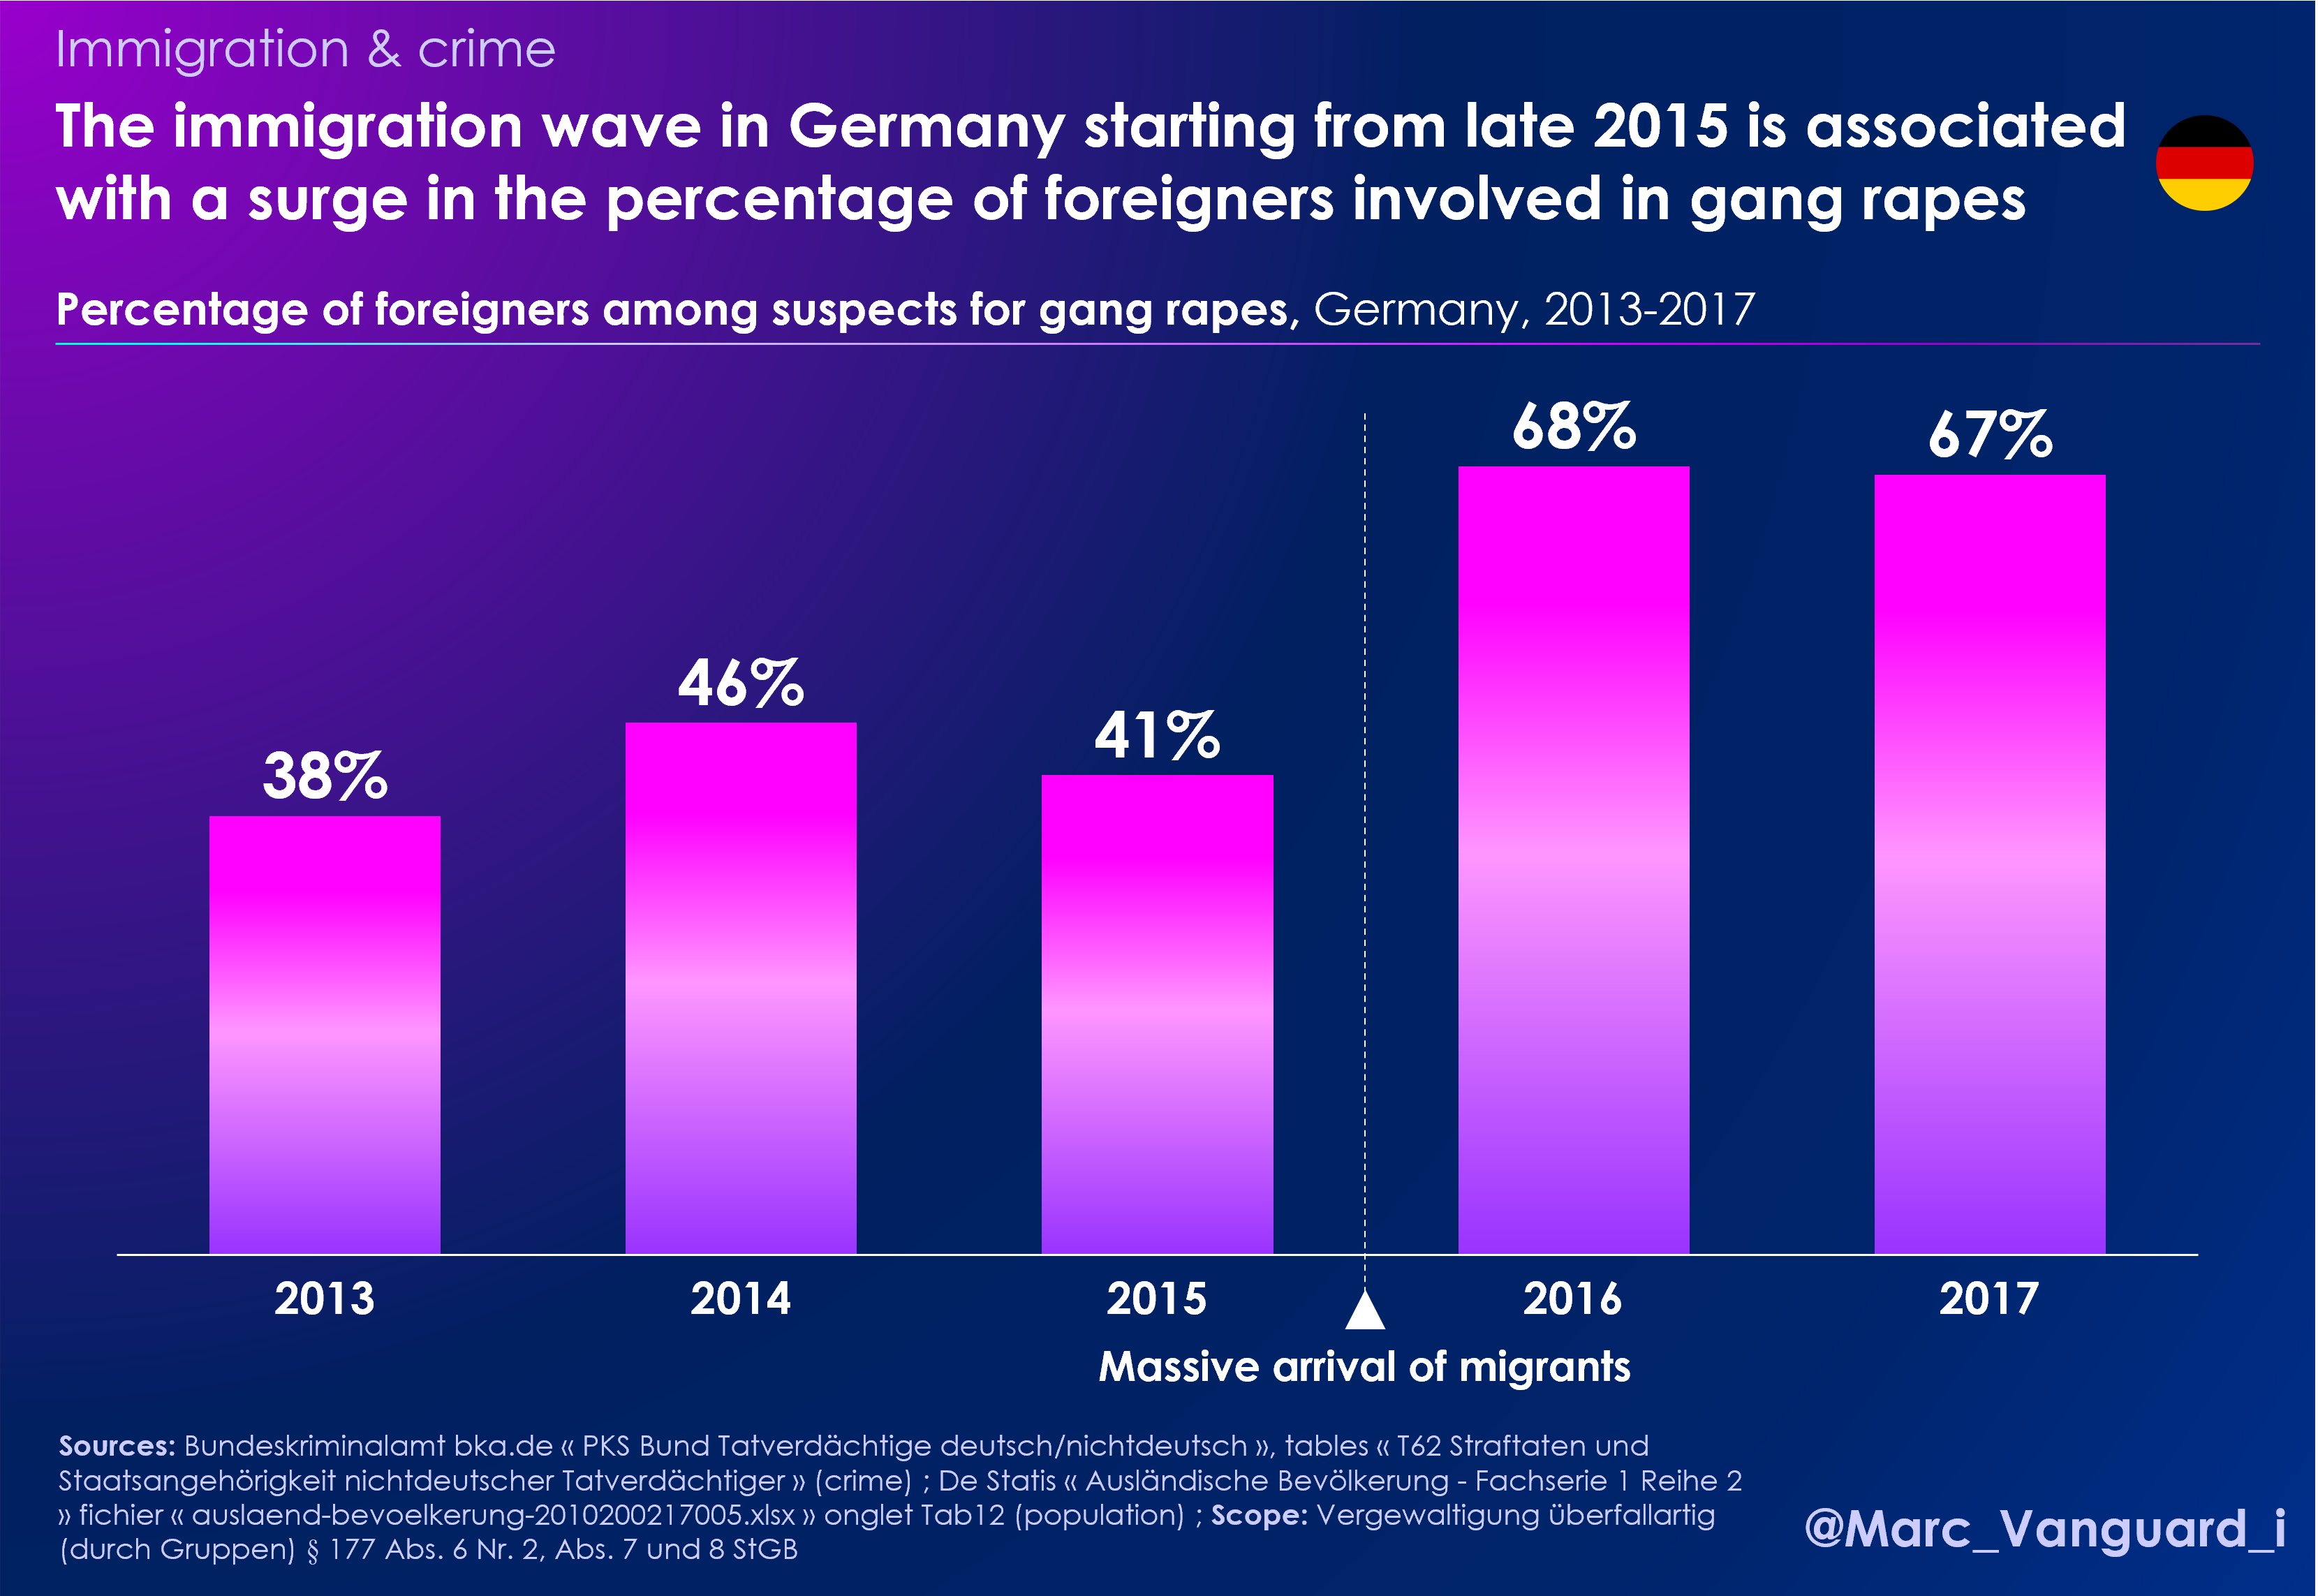 Immigration & crime
The immigration wave in Germany starting from late 2015 is associated
with a surge in the percentage of foreigners involved in gang rapes
Percentage of foreigners among suspects for gang rapes, Germany, 2013-2017
38%
46%
41%
68%
67%
2013
2014
2015
2016
2017
Massive arrival of migrants
Sources: Bundeskriminalamt bka.de « PKS Bund Tatverdächtige deutsch/nichtdeutsch », tables « T62 Straftaten und
Staatsangehörigkeit nichtdeutscher Tatverdächtiger » (crime) ; De Statis « Ausländische Bevölkerung - Fachserie 1 Reihe 2
» fichier « auslaend-bevoelkerung-2010200217005.xlsx » onglet Tab12 (population) ; Scope: Vergewaltigung überfallartig
(durch Gruppen) § 177 Abs. 6 Nr. 2, Abs. 7 und 8 StGB
@Marc_Vanguard_i